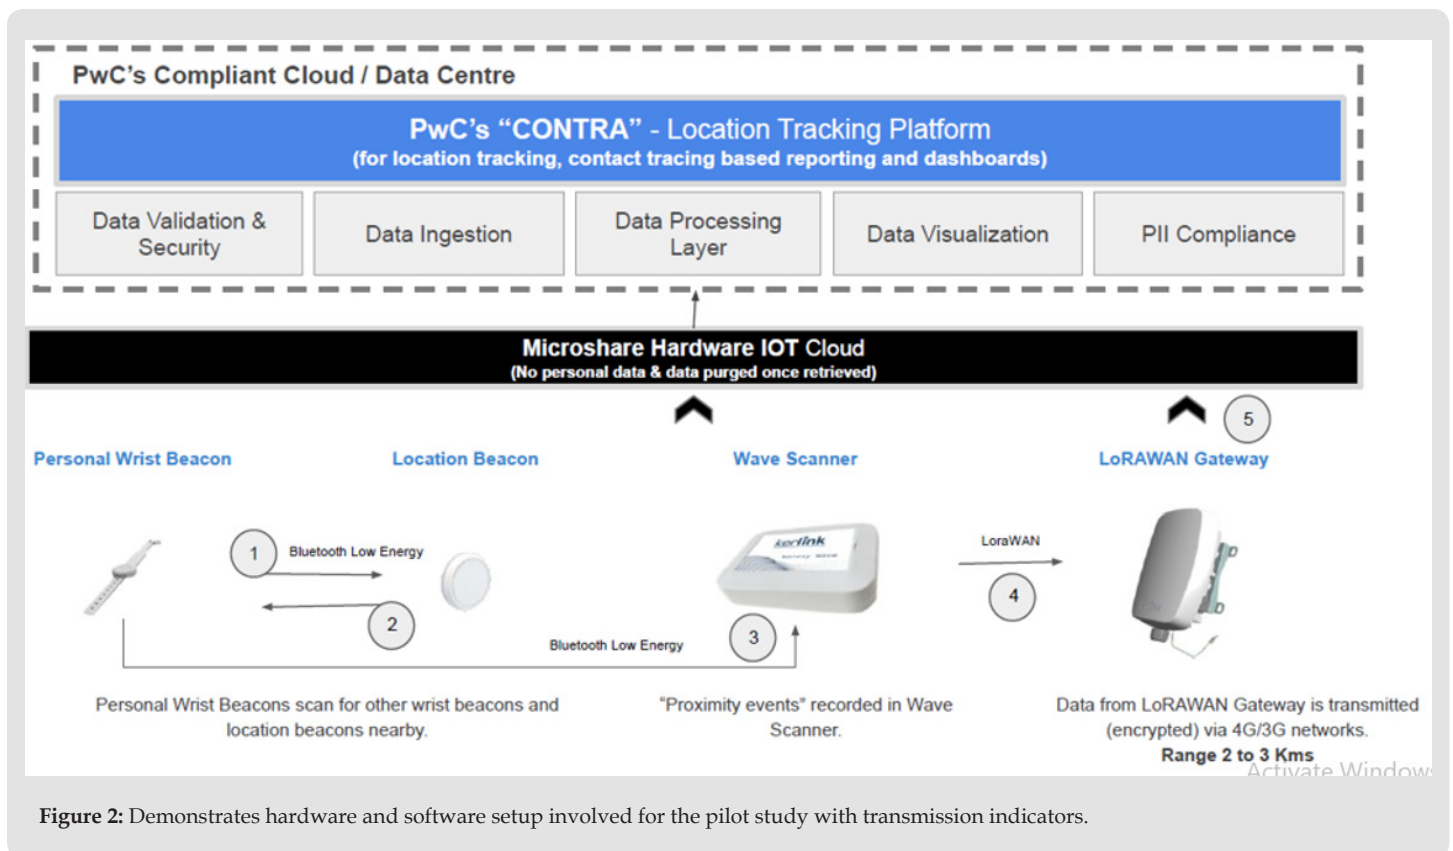 PwC's Compliant Cloud / Data Centre
PwC's “CONTRA” - Location Tracking Platform
(for location tracking, contact tracing based reporting and dashboards)
Data Validation &
Security
Data Ingestion
Data Processing
Layer
Data Visualization
PII Compliance
Microshare Hardware IOT Cloud
(No personal data & data purged once retrieved)
5
Personal Wrist Beacon
Location Beacon
Wave Scanner
LoRAWAN Gateway
1
Bluetooth Low Energy
2
kerlink
Bluetooth Low Energy
3
LoraWAN
4
Personal Wrist Beacons scan for other wrist beacons and
location beacons nearby.
“Proximity events” recorded in Wave
Scanner.
Data from LoRAWAN Gateway is transmitted
(encrypted) via 4G/3G networks.
Range 2 to 3 Kms
Activate Windows
Figure 2: Demonstrates hardware and software setup involved for the pilot study with transmission indicators.